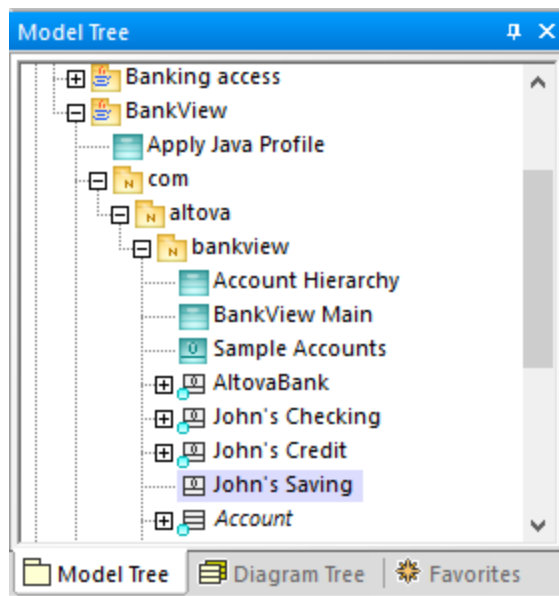 Model Tree
Banking access
BankView
Apply Java Profile
N com
N altova
N bankview
Account Hierarchy
BankView Main
Sample Accounts
AltovaBank
John's Checking
John's Credit
John's Saving
Account
Model Tree Diagram Tree Favorites